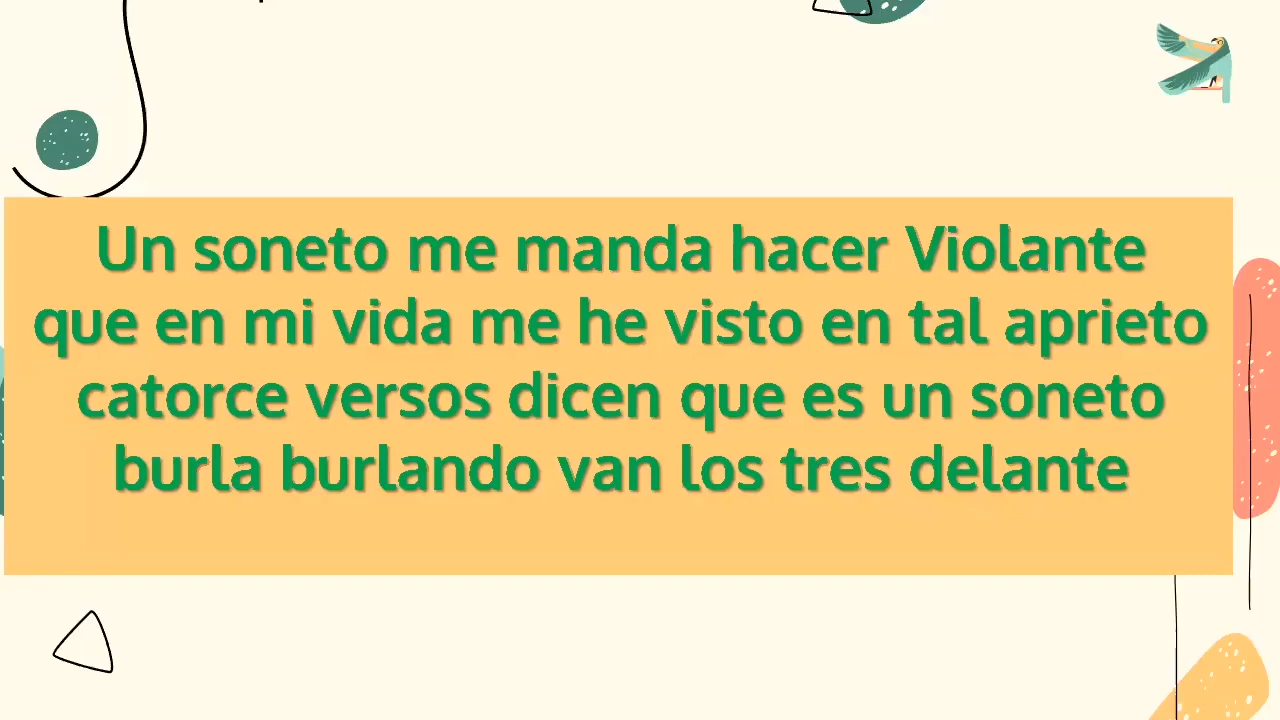 Un soneto me manda hacer Violante
que en mi vida me he visto en tal aprieto
catorce versos dicen que es un soneto
burla burlando van los tres delante